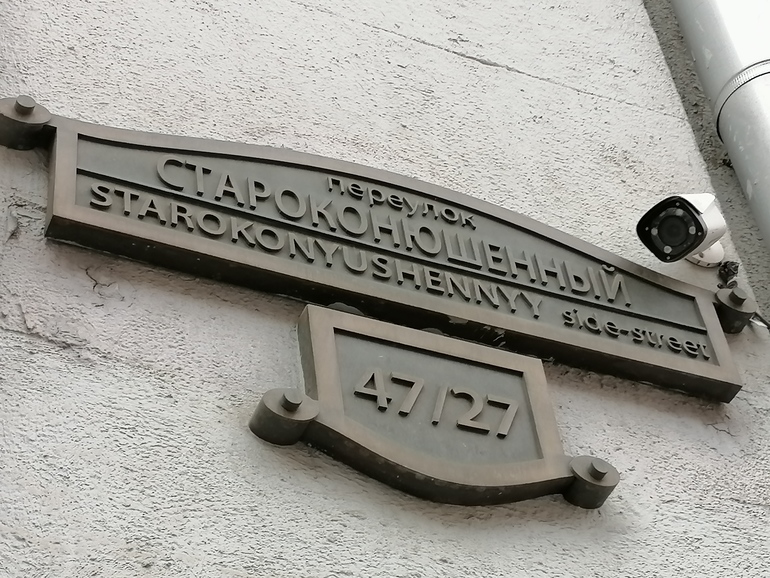 переулок
СТАРОКОНЮШЕННЫЙ
STAROKONYUSHENNYY side-street
47/27